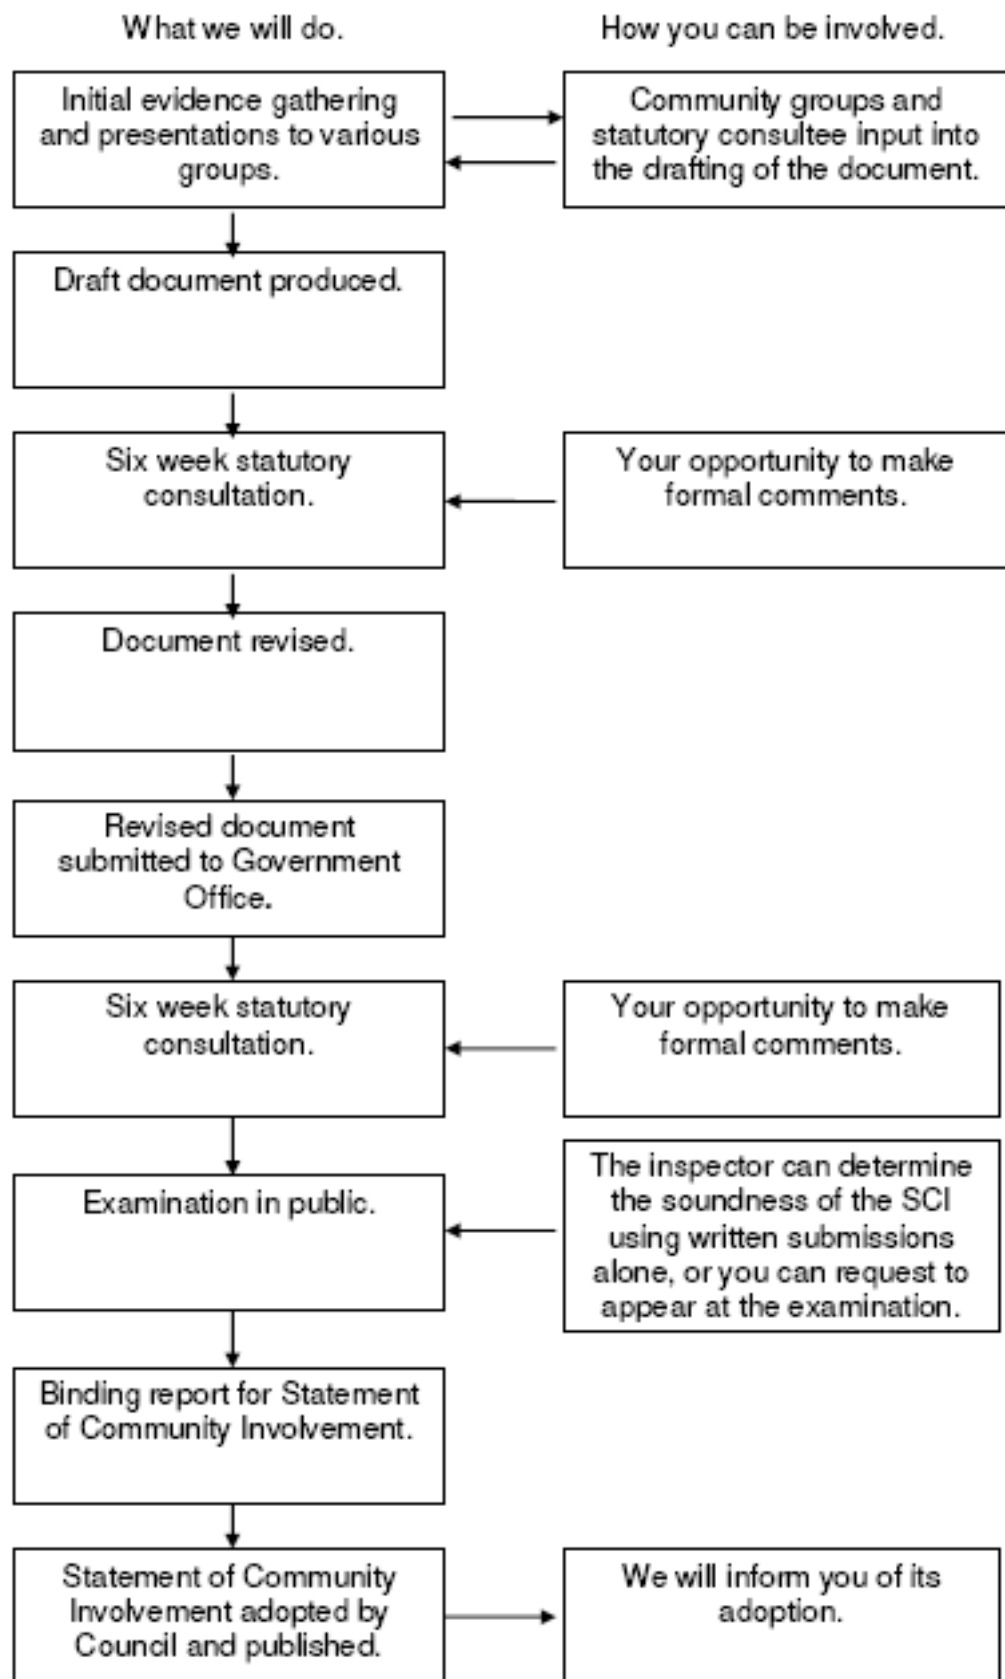 What we will do.
How you can be involved.
Initial evidence gathering
and presentations to various
groups.
Community groups and
statutory consultee input into
the drafting of the document.
Draft document produced.
Six week statutory
consultation.
Your opportunity to make
formal comments.
Document revised.
Revised document
submitted to Government
Office.
Six week statutory
consultation.
Your opportunity to make
formal comments.
Examination in public.
The inspector can determine
the soundness of the SCI
using written submissions
alone, or you can request to
appear at the examination.
Binding report for Statement
of Community Involvement.
Statement of Community
Involvement adopted by
Council and published.
We will inform you of its
adoption.